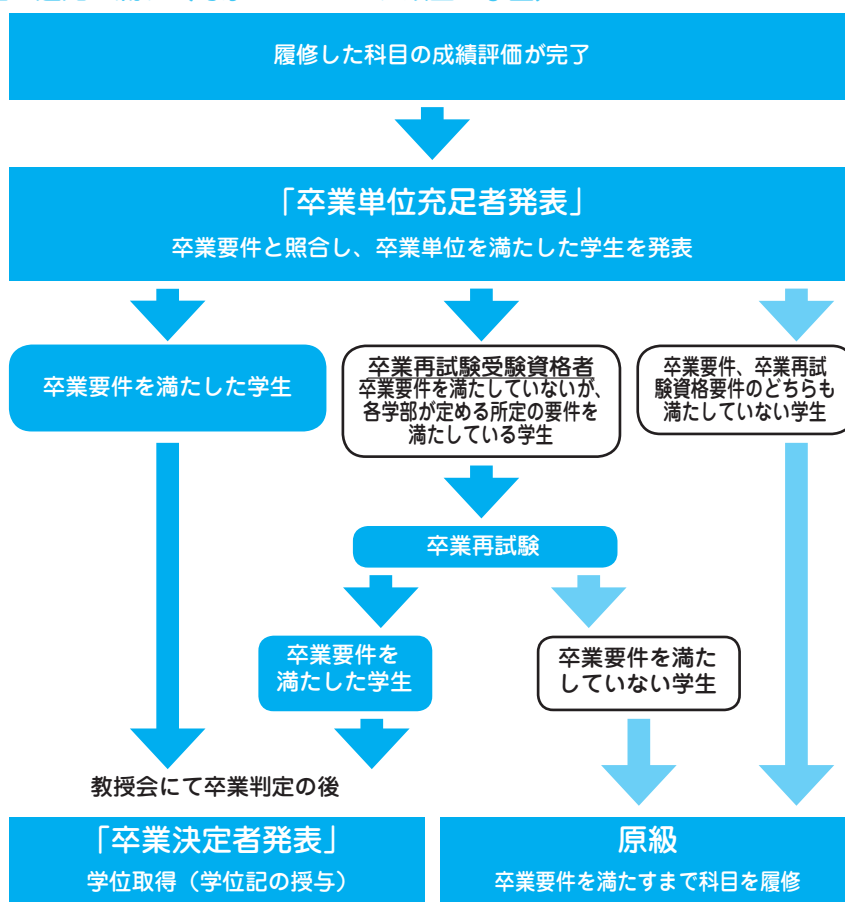 履修した科目の成績評価が完了
「卒業単位充足者発表」
卒業要件と照合し、卒業単位を満たした学生を発表
卒業要件を満たした学生
卒業再試験受験資格者
卒業要件を満たしていないが、
各学部が定める所定の要件を
満たしている学生
卒業要件、卒業再試
験資格要件のどちらも
満たしていない学生
卒業再試験
卒業要件を
満たした学生
卒業要件を満た
していない学生
教授会にて卒業判定の後
「卒業決定者発表」
学位取得（学位記の授与）
原級
卒業要件を満たすまで科目を履修